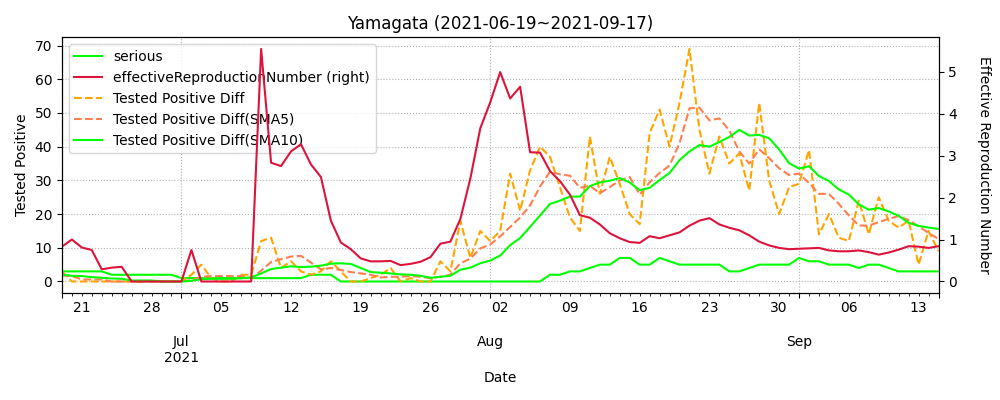 Yamagata (2021-06-19~2021-09-17)
serious
effectiveReproductionNumber (right)
Tested Positive Diff
Tested Positive Diff(SMA5)
Tested Positive Diff(SMA10)
Tested Positive
70
60
50
40
30
20
10
0
Effective Reproduction Number
5
4
3
2
1
0
21 28 05 12 19 26 02 09 16 23 30 06 13
Jul Aug Sep
2021
Date